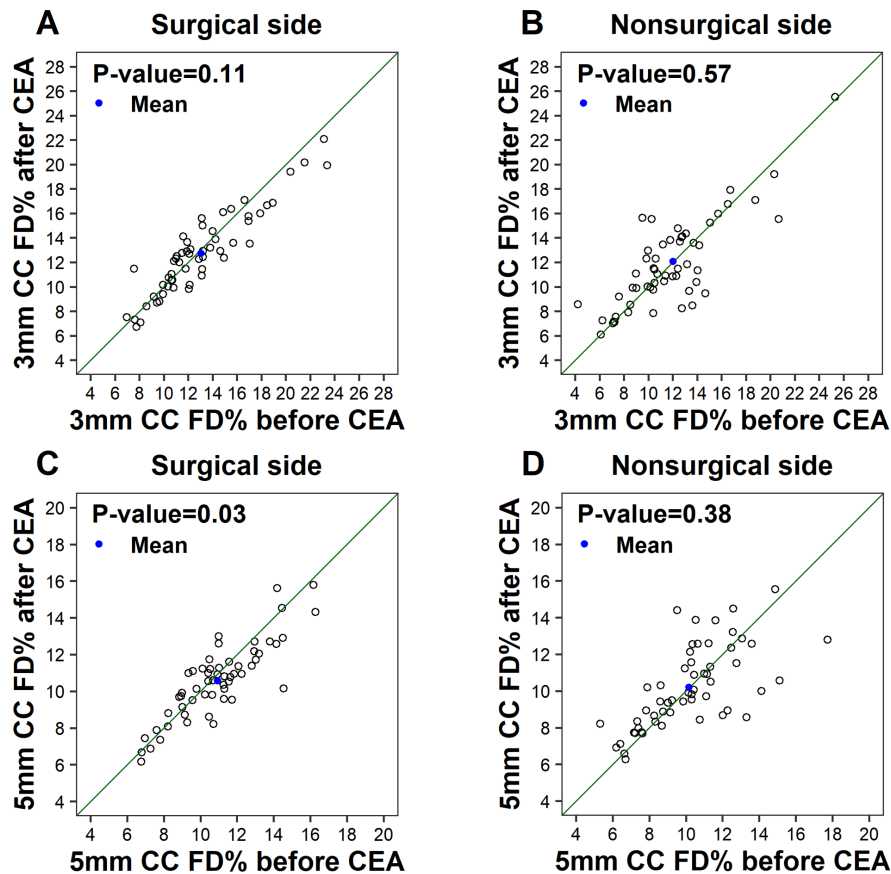 A Surgical side
P-value=0.11
Mean
3mm CC FD% after CEA
28
26
24
22
20
18
16
14
12
10
8
6
4
4 6 8 10 12 14 16 18 20 22 24 26 28
3mm CC FD% before CEA
B Nonsurgical side
P-value=0.57
Mean
3mm CC FD% after CEA
28
26
24
22
20
18
16
14
12
10
8
6
4
4 6 8 10 12 14 16 18 20 22 24 26 28
3mm CC FD% before CEA
C Surgical side
P-value=0.03
Mean
5mm CC FD% after CEA
20
18
16
14
12
10
8
6
4
4 6 8 10 12 14 16 18 20
5mm CC FD% before CEA
D Nonsurgical side
P-value=0.38
Mean
5mm CC FD% after CEA
20
18
16
14
12
10
8
6
4
4 6 8 10 12 14 16 18 20
5mm CC FD% before CEA